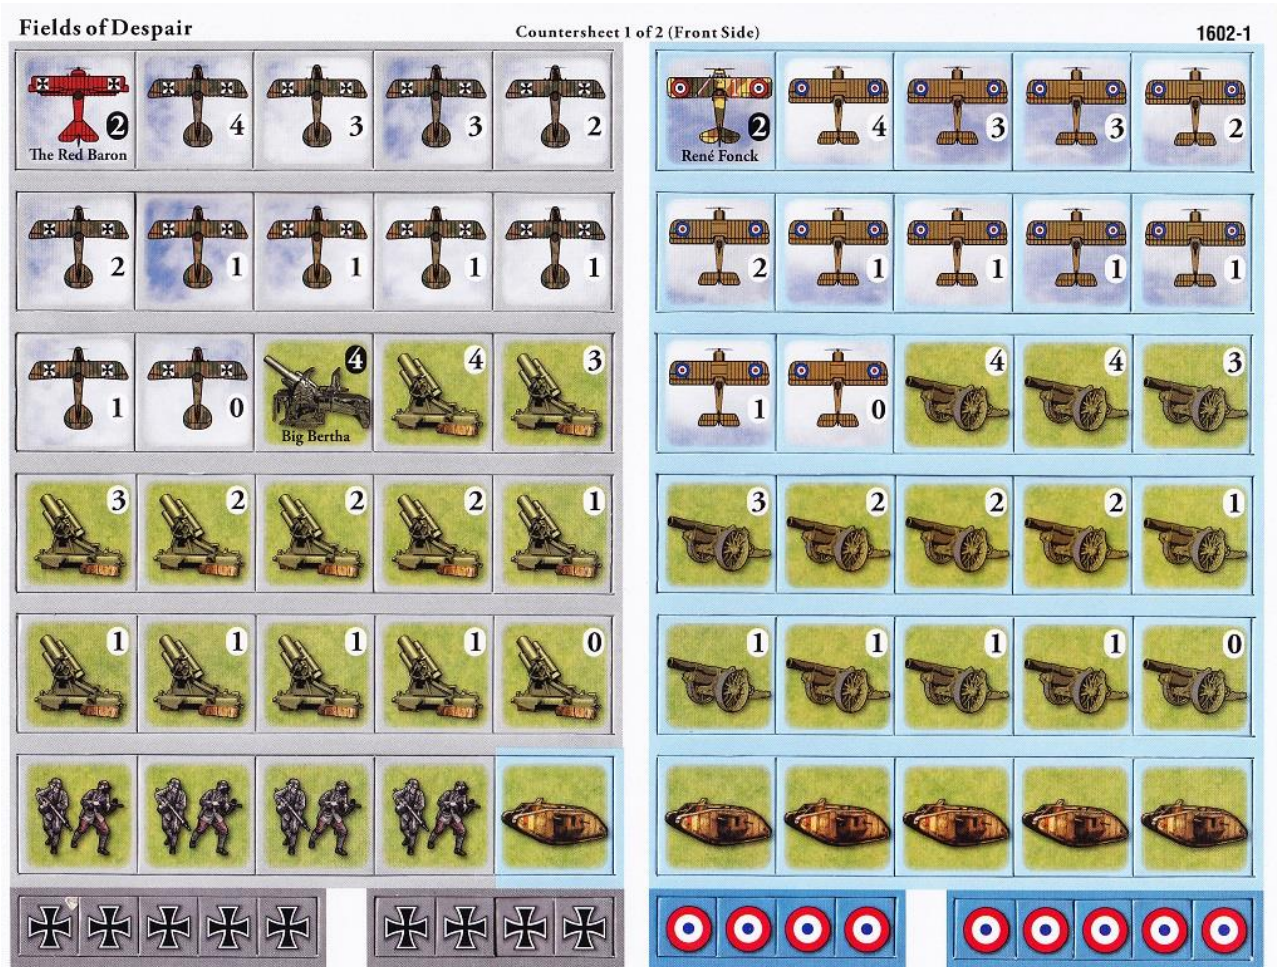 Fields of Despair
Countersheet 1 of 2 (Front Side)
1602-1
2 4 3 3 2
The Red Baron
2 1 1 1 1
1 0 4 4 3
Big Bertha
3 2 2 2 1
1 1 1 1 0
2 4 3 3 2
René Fonck
2 1 1 1 1
1 0 4 4 3
3 2 2 2 1
1 1 1 1 0